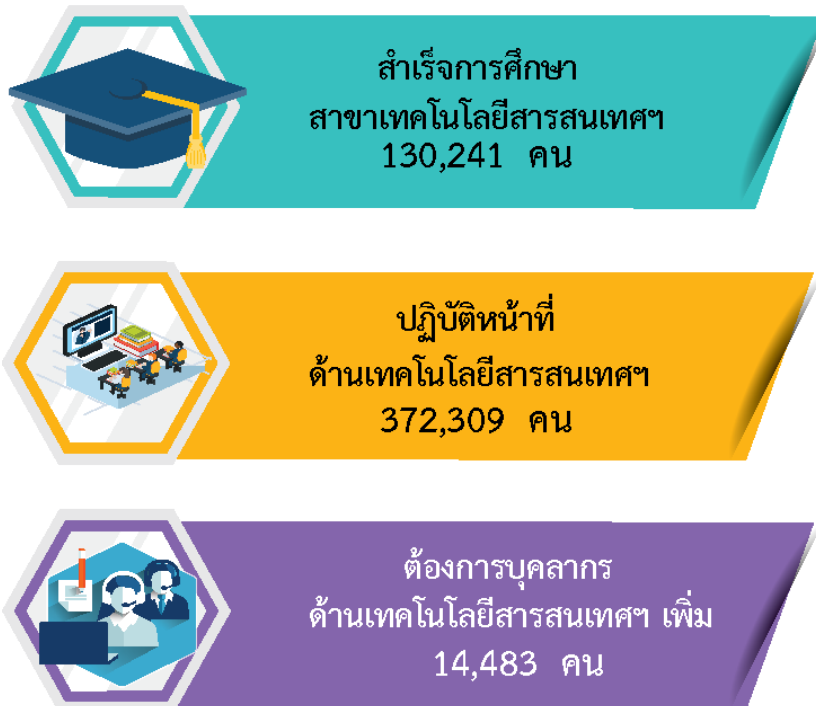 สำเร็จการศึกษา
สาขาเทคโนโลยีสารสนเทศฯ
130,241 คน
ปฏิบัติหน้าที่
ด้านเทคโนโลยีสารสนเทศฯ
372,309 คน
ต้องการบุคลากร
ด้านเทคโนโลยีสารสนเทศฯ เพิ่ม
14,483 คน